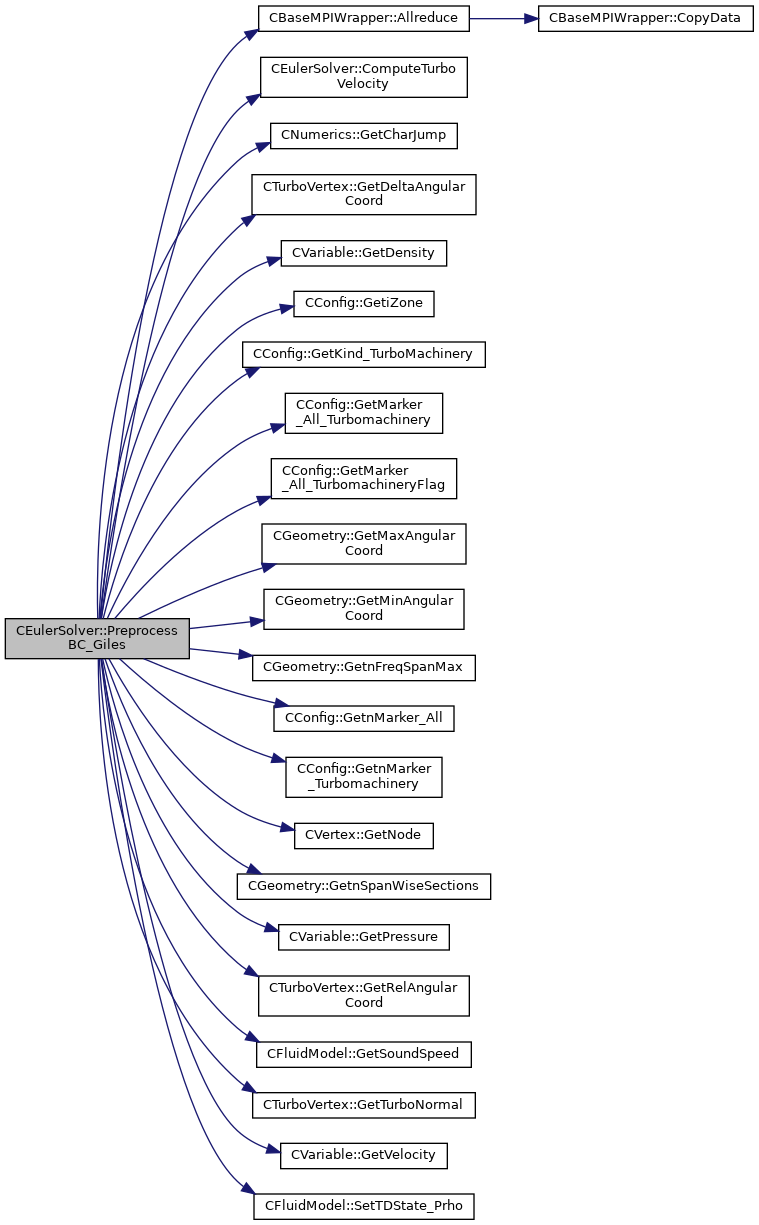 CBaseMPIWrapper::Allreduce
CBaseMPIWrapper::CopyData
CEulerSolver::ComputeTurbo
Velocity
CNumerics::GetCharJump
CTurboVertex::GetDeltaAngular
Coord
CVariable::GetDensity
CConfig::GetiZone
CConfig::GetKind_TurboMachinery
CConfig::GetMarker
_All_Turbomachinery
CConfig::GetMarker
_All_TurbomachineryFlag
CGeometry::GetMaxAngular
Coord
CGeometry::GetMinAngular
Coord
CEulerSolver::Preprocess
BC_Giles
CGeometry::GetnFreqSpanMax
CConfig::GetnMarker_All
CConfig::GetnMarker
_Turbomachinery
CVertex::GetNode
CGeometry::GetnSpanWiseSections
CVariable::GetPressure
CTurboVertex::GetRelAngular
Coord
CFluidModel::GetSoundSpeed
CTurboVertex::GetTurboNormal
CVariable::GetVelocity
CFluidModel::SetTDState_Prho